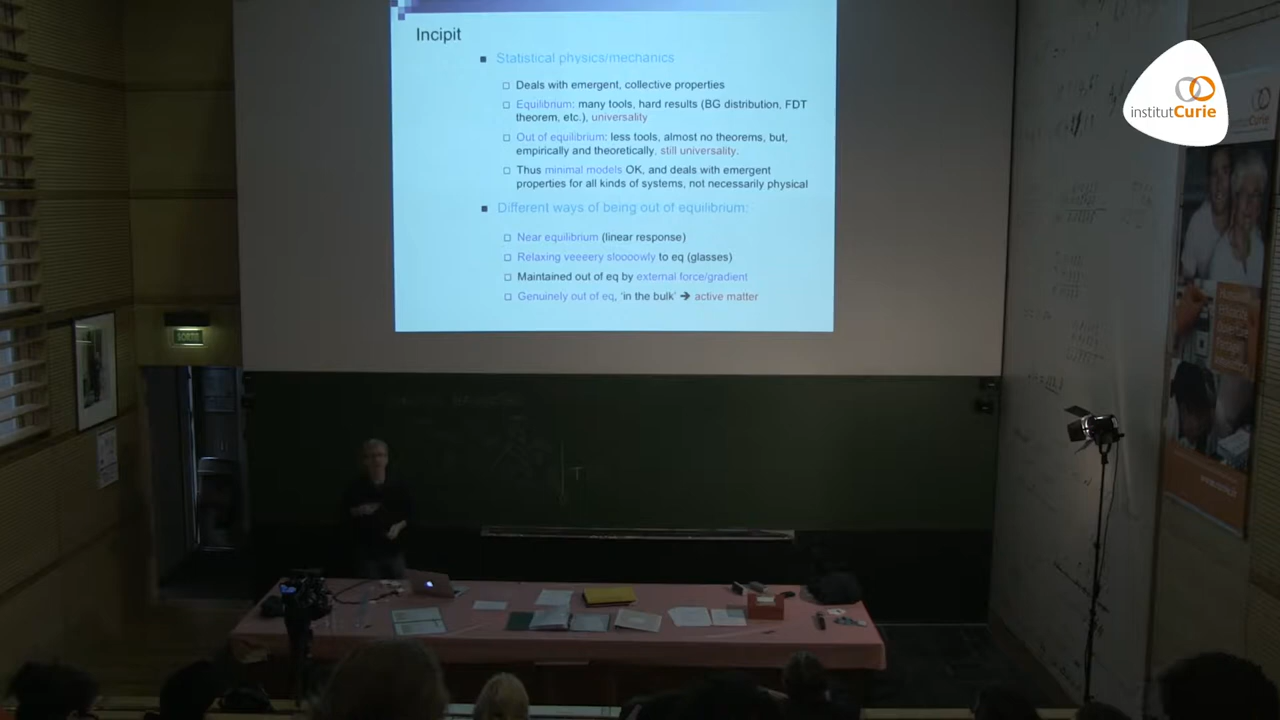 Incipit
Statistical physics/mechanics
Deals with emergent, collective properties
Equilibrium: many tools, hard results (BG distribution, FDT
theorem, etc.), universality
Out of equilibrium: less tools, almost no theorems, but,
empirically and theoretically, still universality.
Thus minimal models OK, and deals with emergent
properties for all kinds of systems, not necessarily physical
Different ways of being out of equilibrium:
Near equilibrium (linear response)
Relaxing veeeery sloooowly to eq (glasses)
Maintained out of eq by external force/gradient
Genuinely out of eq, 'in the bulk' ➔ active matter
institutCurie
SORTIE
T